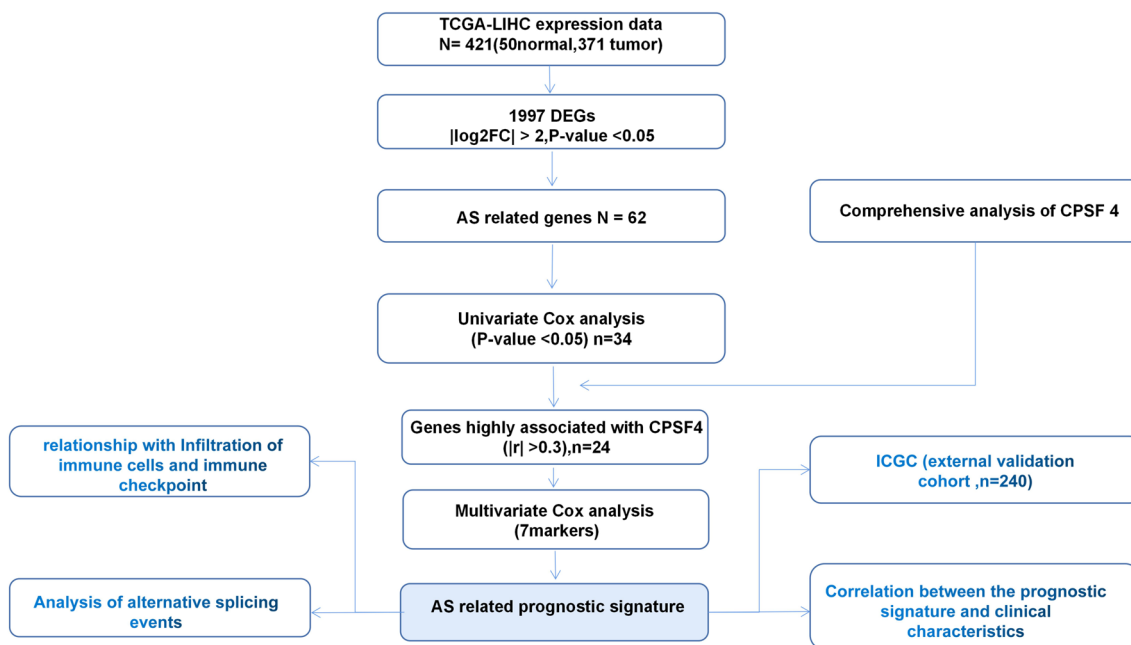 TCGA-LIHC expression data
N= 421(50normal,371 tumor)
1997 DEGs
|log2FC| > 2,P-value <0.05
AS related genes N = 62
Comprehensive analysis of CPSF 4
Univariate Cox analysis
(P-value <0.05) n=34
Genes highly associated with CPSF4
(|r| >0.3),n=24
relationship with Infiltration of
immune cells and immune
checkpoint
ICGC (external validation
cohort ,n=240)
Multivariate Cox analysis
(7markers)
AS related prognostic signature
Analysis of alternative splicing
events
Correlation between the prognostic
signature and clinical
characteristics